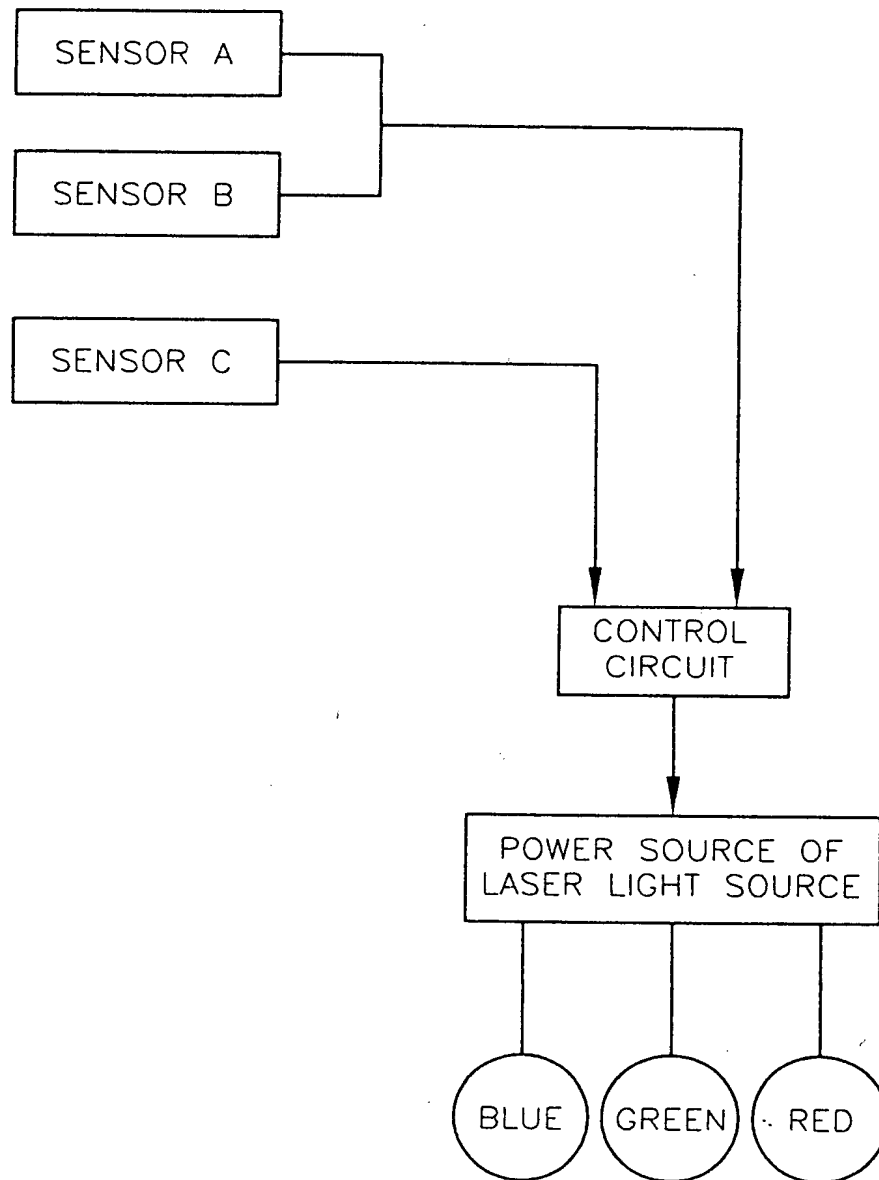 SENSOR A
SENSOR B
SENSOR C
CONTROL
CIRCUIT
POWER SOURCE OF
LASER LIGHT SOURCE
BLUE
GREEN
RED